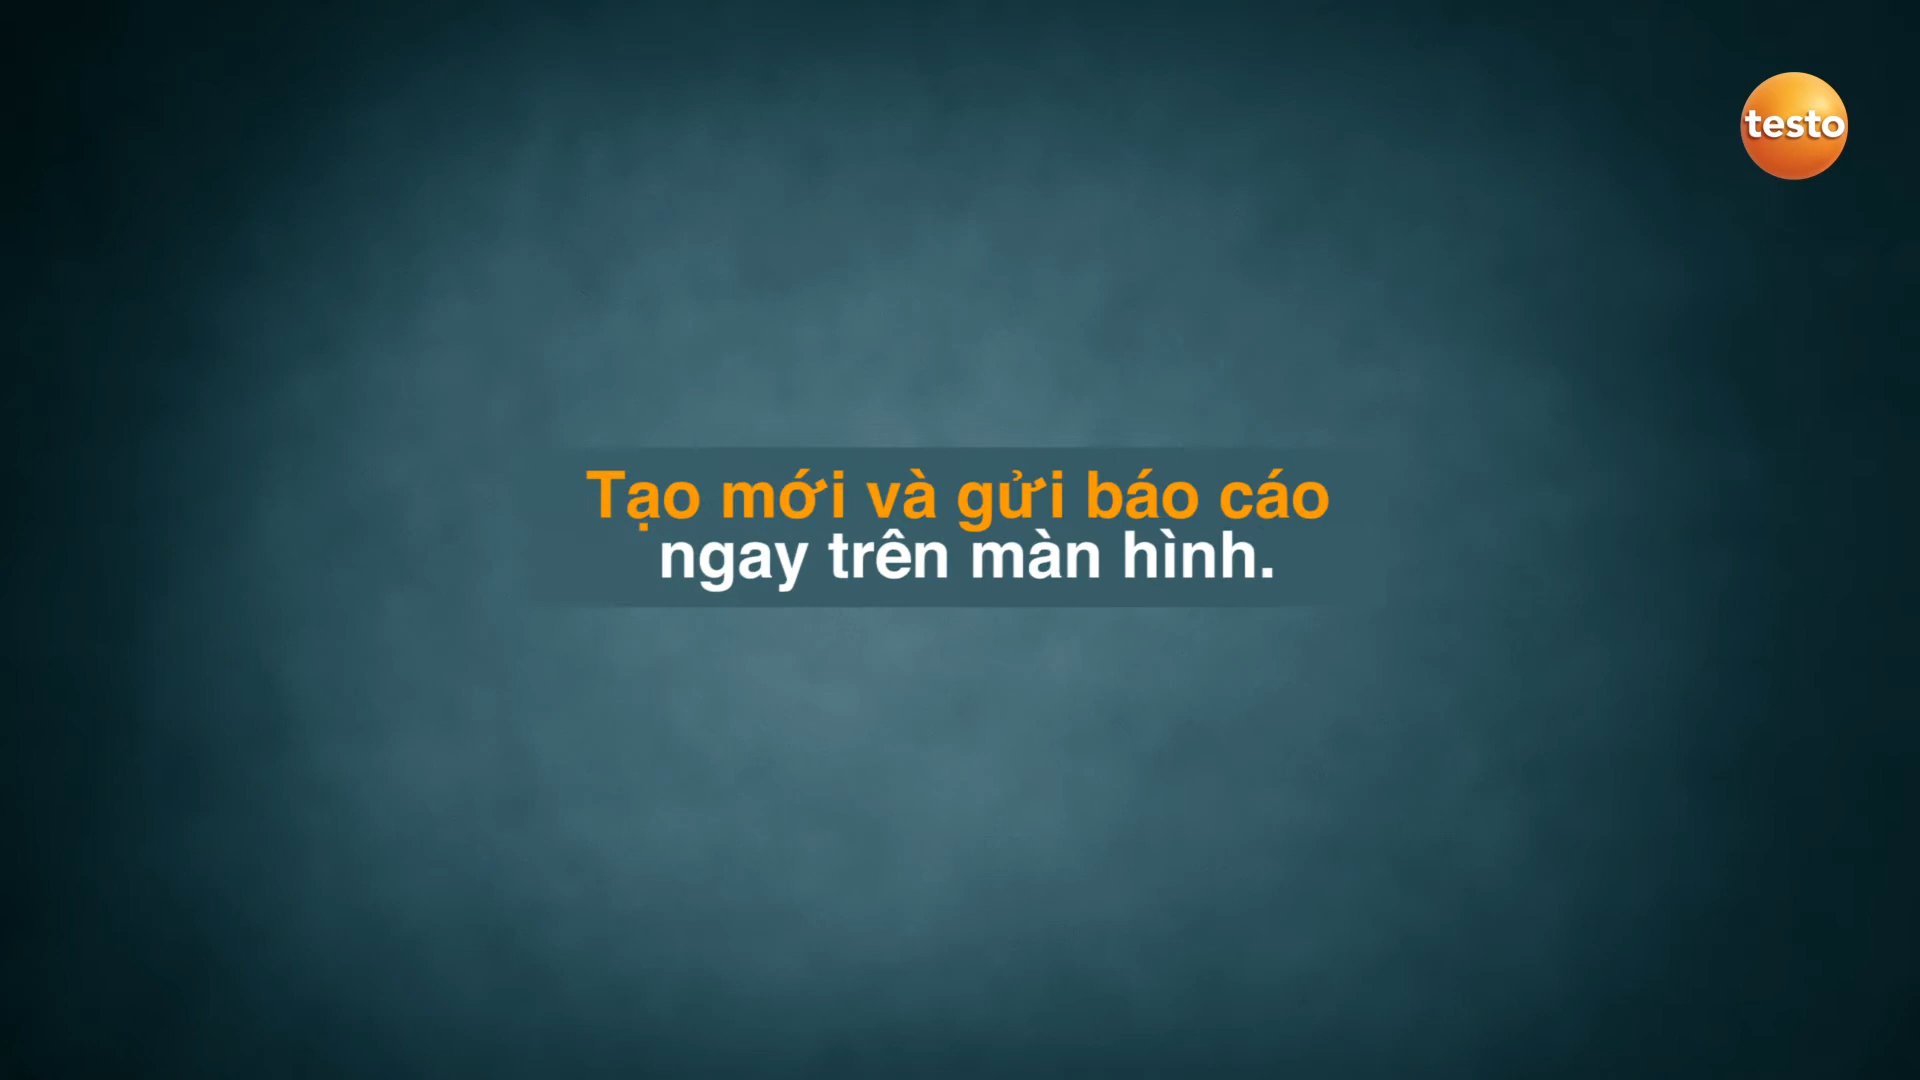 testo
Tạo mới và gửi báo cáo
ngay trên màn hình.